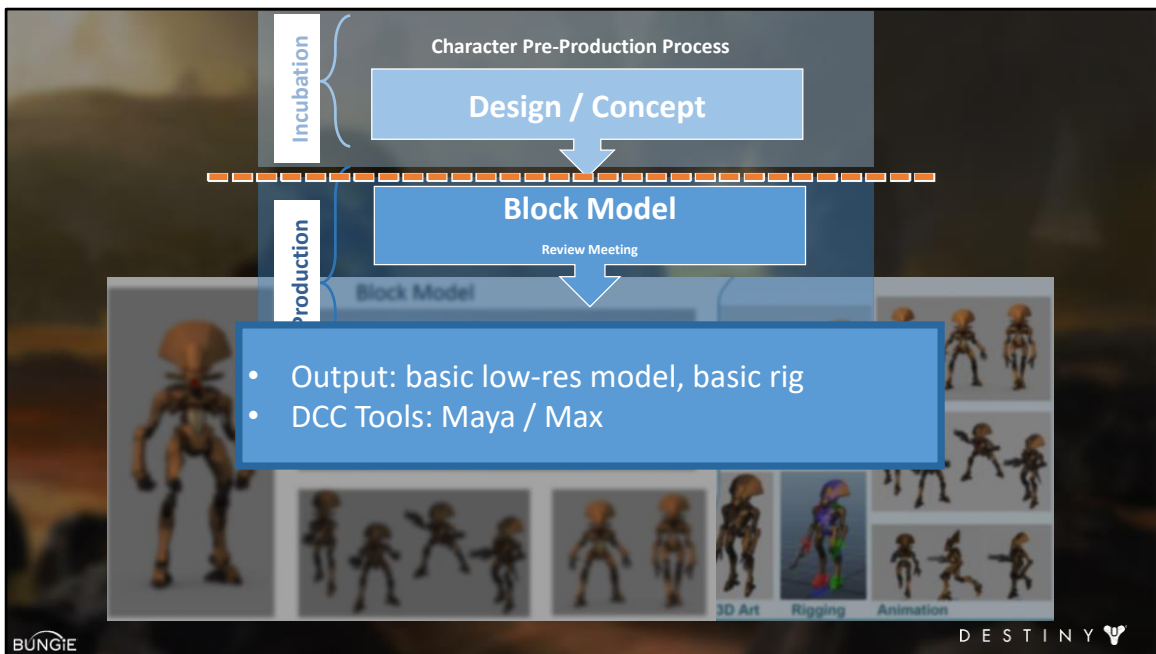 Incubation
Character Pre-Production Process
Design / Concept
Production
Block Model
Review Meeting
Block Model
• Output: basic low-res model, basic rig
• DCC Tools: Maya / Max
3D Art
Rigging
Animation
BUNGiE
DESTINY